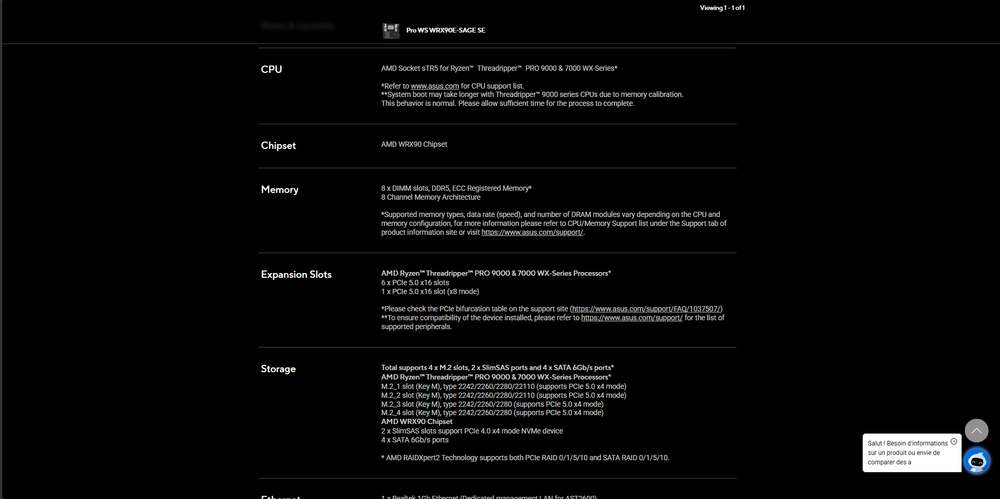 Viewing 1 - 1 of 1
News & Updates
Pro WS WRX90E-SAGE SE
CPU
AMD Socket sTR5 for Ryzen™ Threadripper™ PRO 9000 & 7000 WX-Series*
*Refer to www.asus.com for CPU support list.
**System boot may take longer with Threadripper™ 9000 series CPUs due to memory calibration.
This behavior is normal. Please allow sufficient time for the process to complete.
Chipset
AMD WRX90 Chipset
Memory
8 x DIMM slots, DDR5, ECC Registered Memory*
8 Channel Memory Architecture
*Supported memory types, data rate (speed), and number of DRAM modules vary depending on the CPU and
memory configuration, for more information please refer to CPU/Memory Support list under the Support tab of
product information site or visit https://www.asus.com/support/.
Expansion Slots
AMD Ryzen™ Threadripper™ PRO 9000 & 7000 WX-Series Processors*
6 x PCIe 5.0 x16 slots
1 x PCIe 5.0 x16 slot (x8 mode)
*Please check the PCIe bifurcation table on the support site (https://www.asus.com/support/FAQ/1037507/)
**To ensure compatibility of the device installed, please refer to https://www.asus.com/support/ for the list of
supported peripherals.
Storage
Total supports 4 x M.2 slots, 2 x SlimSAS ports and 4 x SATA 6Gb/s ports*
AMD Ryzen™ Threadripper™ PRO 9000 & 7000 WX-Series Processors*
M.2_1 slot (Key M), type 2242/2260/2280/22110 (supports PCIe 5.0 x4 mode)
M.2_2 slot (Key M), type 2242/2260/2280/22110 (supports PCIe 5.0 x4 mode)
M.2_3 slot (Key M), type 2242/2260/2280 (supports PCIe 5.0 x4 mode)
M.2_4 slot (Key M), type 2242/2260/2280 (supports PCIe 5.0 x4 mode)
AMD WRX90 Chipset
2 x SlimSAS slots support PCIe 4.0 x4 mode NVMe device
4 x SATA 6Gb/s ports
* AMD RAIDXpert2 Technology supports both PCIe RAID 0/1/5/10 and SATA RAID 0/1/5/10.
Salut ! Besoin d'informations
sur un produit ou envie de
comparer des a
Ethernet
1 x Realtek 1Gb Ethernet (Dedicated management LAN for AST2600)